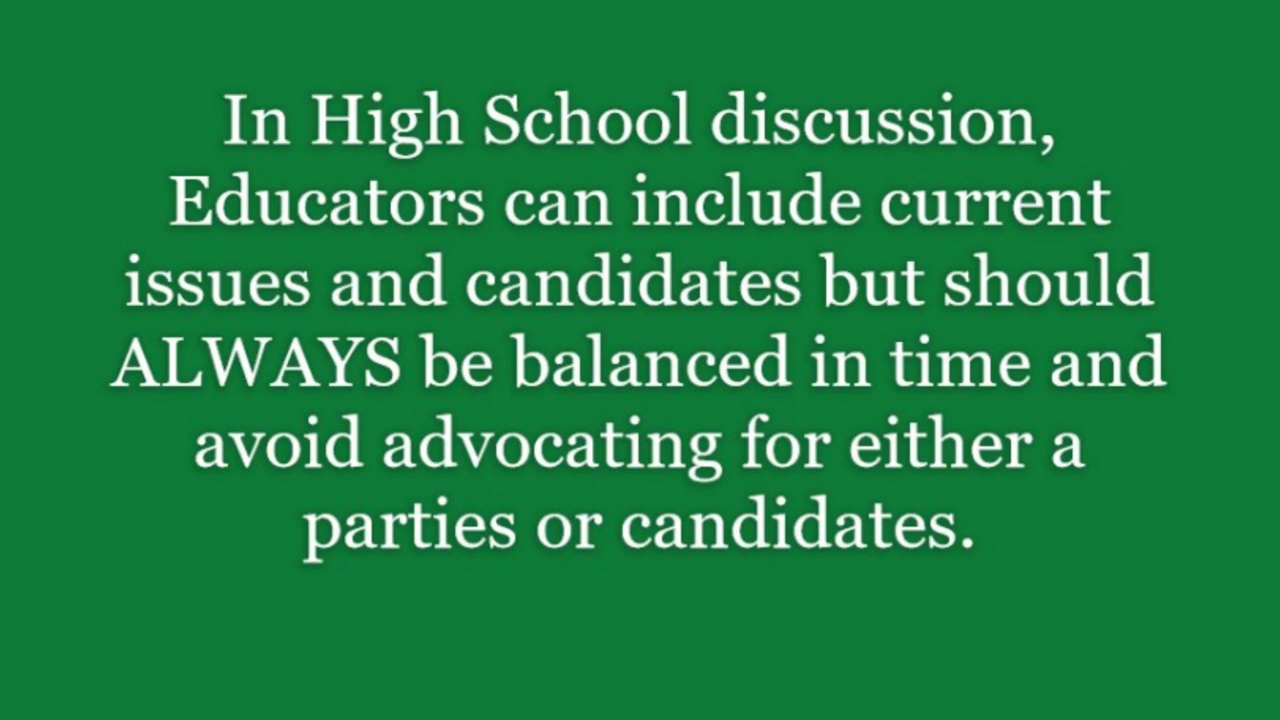 In High School discussion,
Educators can include current
issues and candidates but should
ALWAYS be balanced in time and
avoid advocating for either a
parties or candidates.